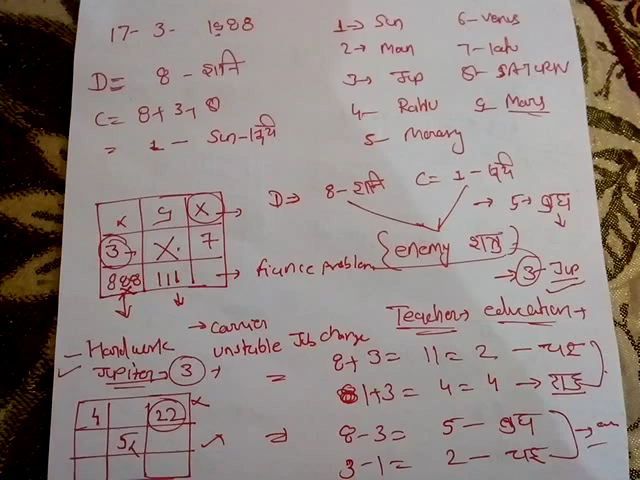 17- 3- 1988
D= 8 - शनि
C= 8+3+8
= 1 - Sun-सूर्य
1 -> Sun
2 -> Moon
3 -> Jup
4 - Rahu
5 - Mercury
6 - venus
7 - ketu
8 - SATURN
9 Mars
D -> 8-शनि C= 1-सूर्य
-> 5 -> बुध
{enemy शत्रु}
-> 3 - Jup
x 9 x
3 x 7
888 111
finance problem
-> carrier
unstable Job change
- Hardwork
Jupiter -> 3
Teacher education
= 8+3= 11= 2 - चंद्र
1+3= 4=4 -> राहु
8-3= 5- बुध
3-1= 2- चंद्र
4 22
5